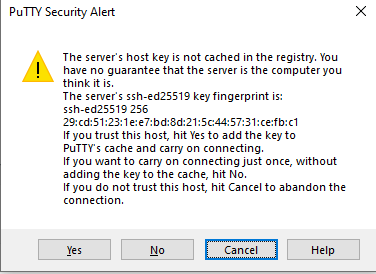 PuTTY Security Alert
The server's host key is not cached in the registry. You
have no guarantee that the server is the computer you
think it is.
The server's ssh-ed25519 key fingerprint is:
ssh-ed25519 256
29:cd:51:23:1e:e7:bd:8d:21:5c:44:57:31:ce:fb:c1
If you trust this host, hit Yes to add the key to
PuTTY's cache and carry on connecting.
If you want to carry on connecting just once, without
adding the key to the cache, hit No.
If you do not trust this host, hit Cancel to abandon the
connection.
Yes No Cancel Help